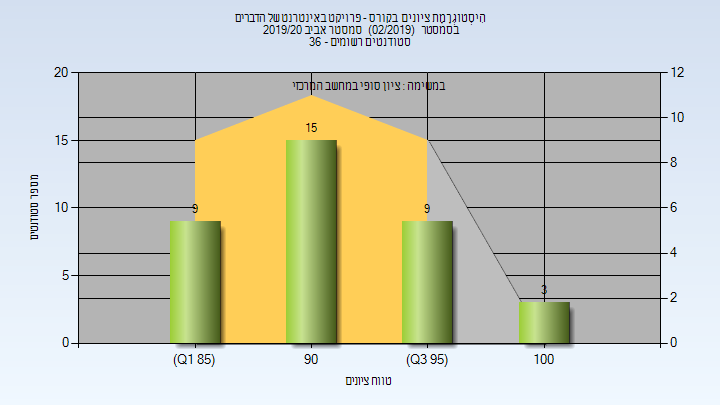 היסטוגרמת ציונים בקורס - פרויקט באינטרנט של הדברים
בסמסטר (02/2019) סמסטר אביב 2019/20
סטודנטים רשומים - 36
במשימה : ציון סופי במחשב המרכזי
20
15
10
5
0
12
10
8
6
4
2
0
מספר סטודנטים
9
15
9
3
(Q1 85)
90
(Q3 95)
100
טווח ציונים